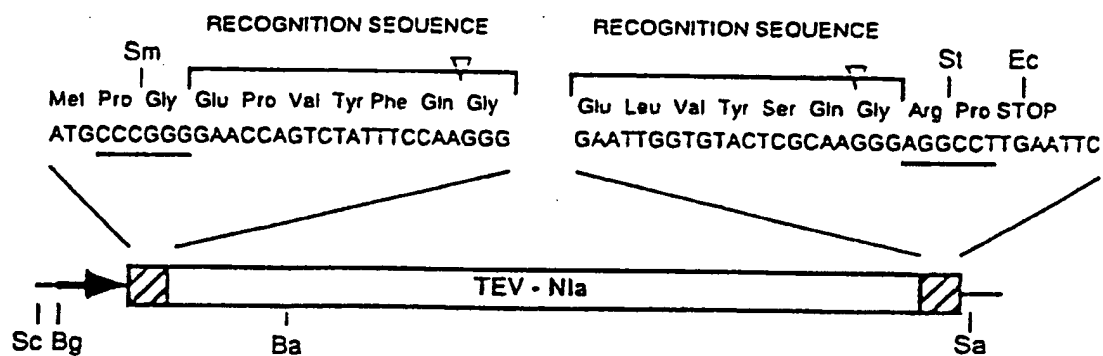 RECOGNITION SEQUENCE RECOGNITION SEQUENCE
Sm St Ec
Met Pro Gly Glu Pro Val Tyr Phe Gln Gly Glu Leu Val Tyr Ser Gln Gly Arg Pro STOP
ATGCCCGGGGAACCAGTCTATTTCCAAGGG GAATTGGTGTACTCGCAAGGGAGGCCTTGAATTC
TEV - NIa
Sc Bg Ba Sa